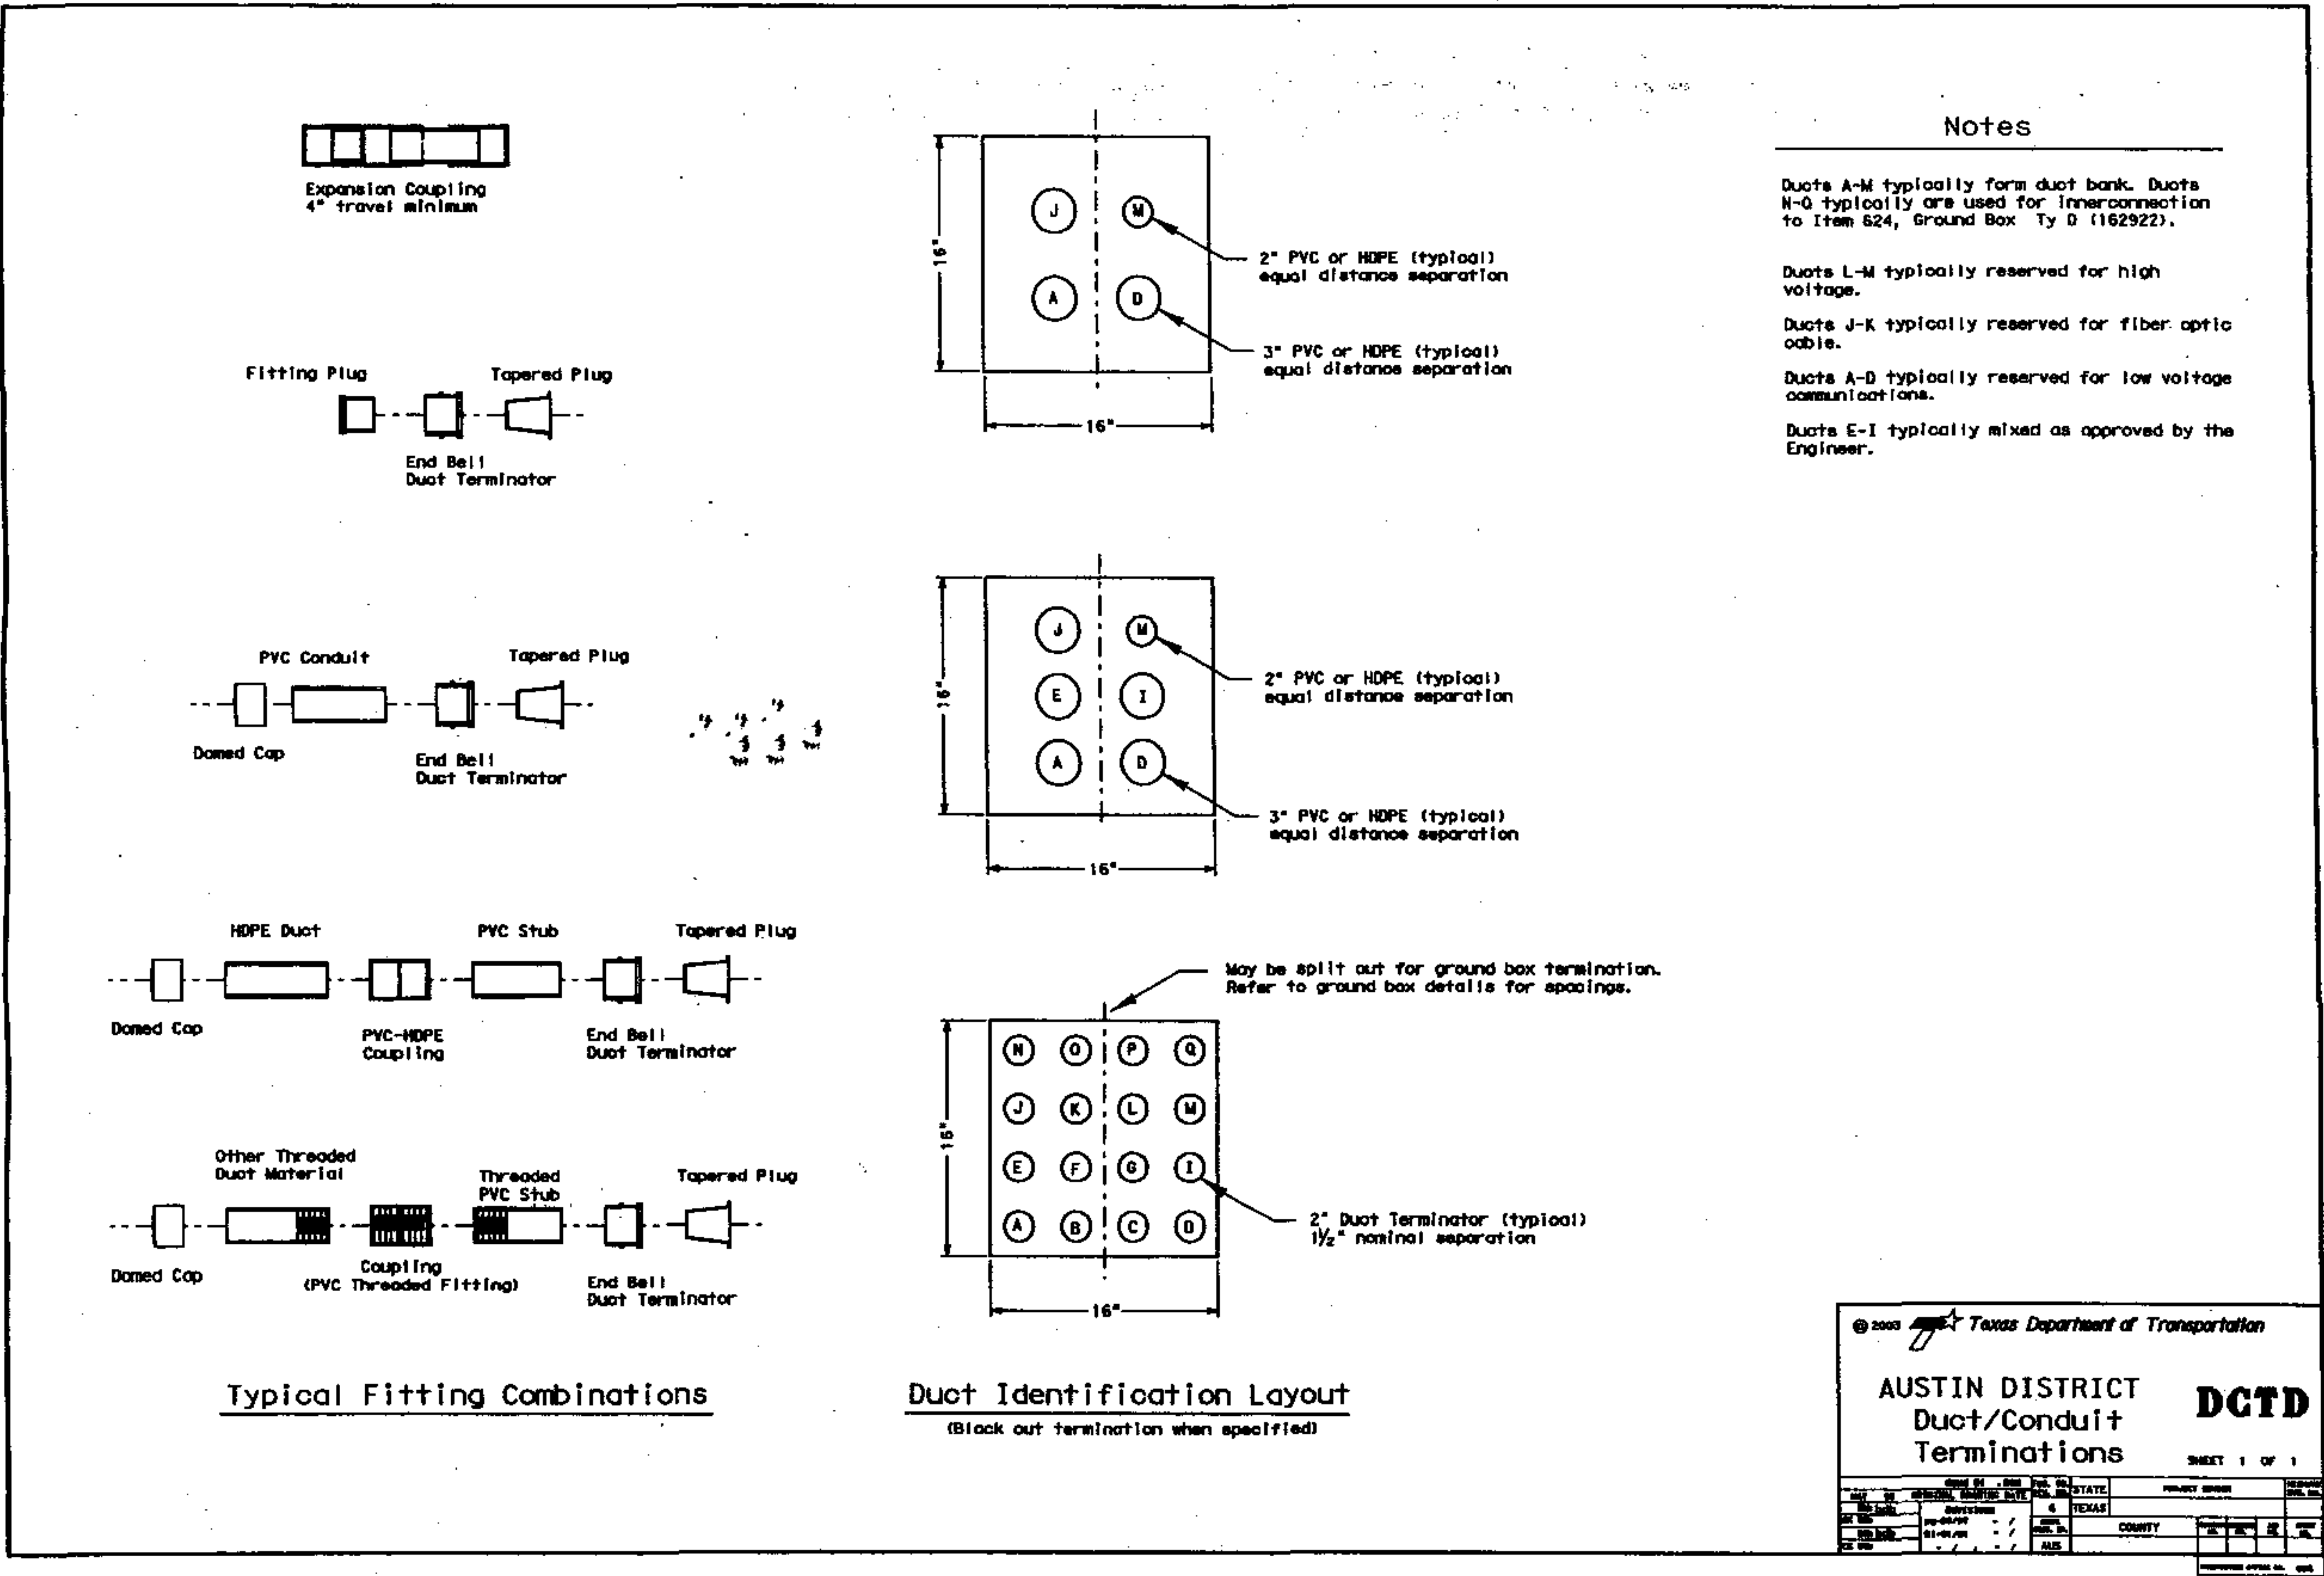 Expansion Coupling
4" travel minimum
Fitting Plug
Tapered Plug
End Bell
Duct Terminator
PVC Conduit
Tapered Plug
Domed Cap
End Bell
Duct Terminator
HDPE Duct
PVC Stub
Tapered Plug
Domed Cap
PVC-HDPE
Coupling
End Bell
Duct Terminator
Other Threaded
Duct Material
Threaded
PVC Stub
Tapered Plug
Domed Cap
Coupling
(PVC Threaded Fitting)
End Bell
Duct Terminator
Typical Fitting Combinations
16"
J M
A D
16"
2" PVC or HDPE (typical)
equal distance separation
3" PVC or HDPE (typical)
equal distance separation
16"
J M
E I
A D
16"
2" PVC or HDPE (typical)
equal distance separation
3" PVC or HDPE (typical)
equal distance separation
May be split out for ground box termination.
Refer to ground box details for spacings.
16"
N O P Q
J K L M
E F G I
A B C D
16"
2" Duct Terminator (typical)
1½" nominal separation
Duct Identification Layout
(Block out termination when specified)
Notes
Ducts A-M typically form duct bank. Ducts
N-Q typically are used for innerconnection
to Item 624, Ground Box Ty D (162922).
Ducts L-M typically reserved for high
voltage.
Ducts J-K typically reserved for fiber optic
cable.
Ducts A-D typically reserved for low voltage
communications.
Ducts E-I typically mixed as approved by the
Engineer.
© 2003 Texas Department of Transportation
AUSTIN DISTRICT
Duct/Conduit
Terminations
DCTD
SHEET 1 OF 1
STATE
6 TEXAS
COUNTY
AUS